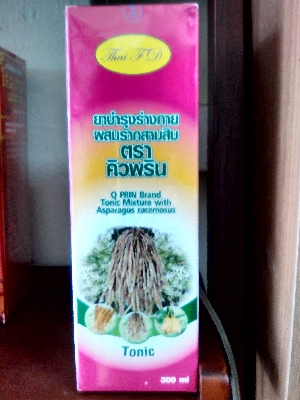 Thai F D
ยาบำรุงร่างกาย
ผสมรากสามสิบ
ตรา
คิวฟริน
Q PRIN Brand
Tonic Mixture with
Asparagus racemosus
Tonic
300 ml